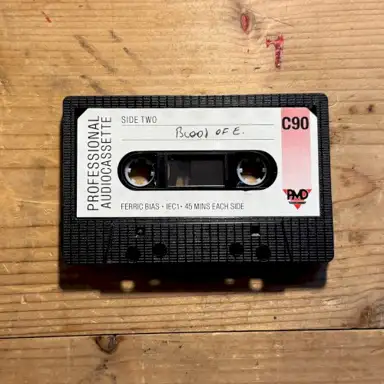 PROFESSIONAL
AUDIOCASSETTE
SIDE TWO
C90
BLOOD OF E.
PMD
FERRIC BIAS • IEC1 • 45 MINS EACH SIDE